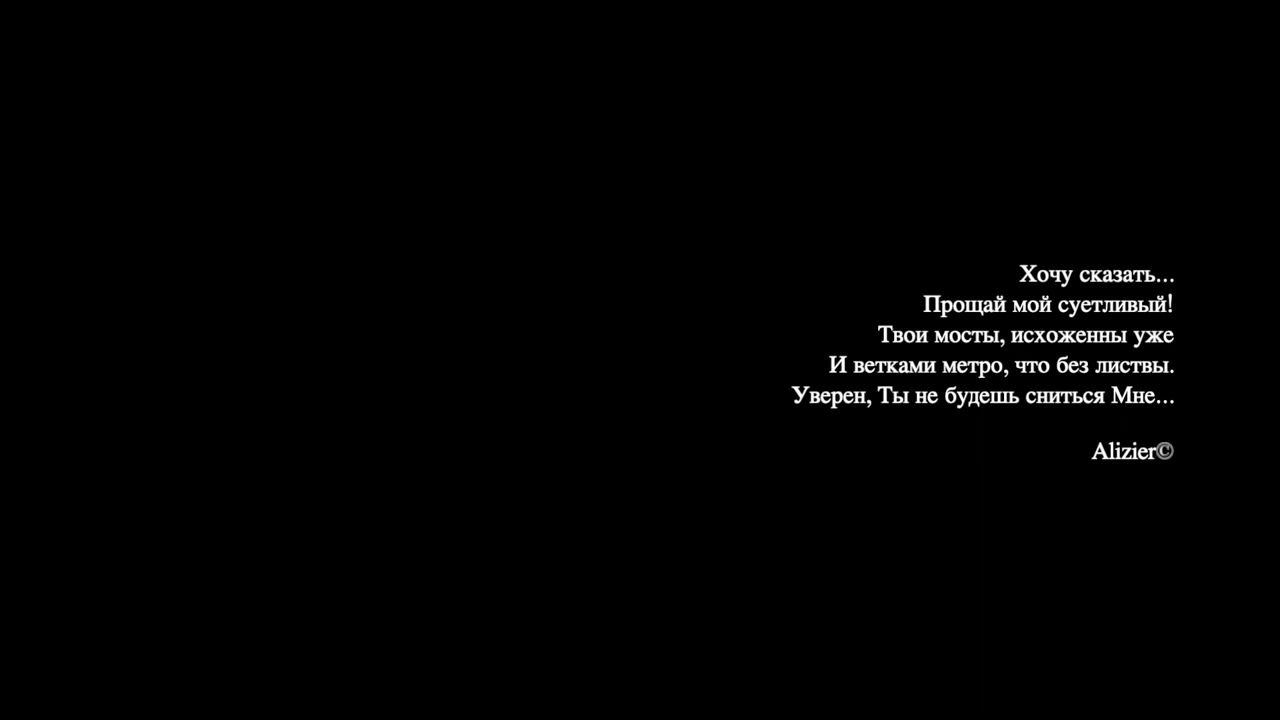 Хочу сказать...
Прощай мой суетливый!
Твои мосты, исхоженны уже
И ветками метро, что без листвы.
Уверен, Ты не будешь сниться Мне...
Alizier©